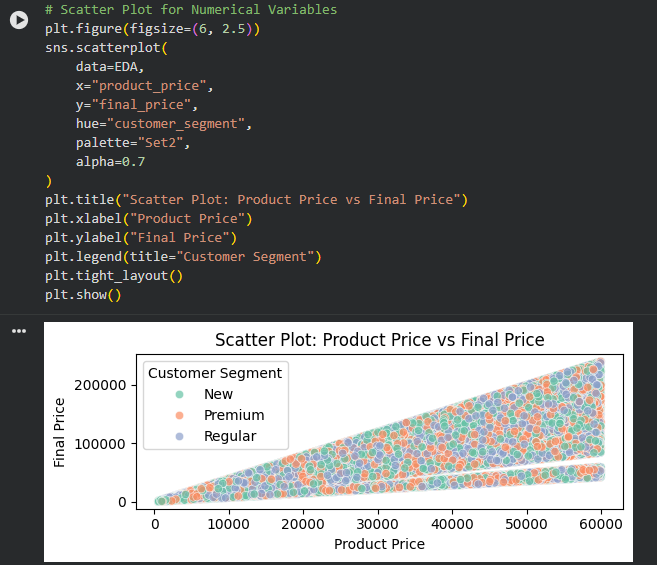 # Scatter Plot for Numerical Variables
plt.figure(figsize=(6, 2.5))
sns.scatterplot(
    data=EDA,
    x="product_price",
    y="final_price",
    hue="customer_segment",
    palette="Set2",
    alpha=0.7
)
plt.title("Scatter Plot: Product Price vs Final Price")
plt.xlabel("Product Price")
plt.ylabel("Final Price")
plt.legend(title="Customer Segment")
plt.tight_layout()
plt.show()
Scatter Plot: Product Price vs Final Price
Customer Segment
New
Premium
Regular
Final Price
200000
100000
0
0 10000 20000 30000 40000 50000 60000
Product Price